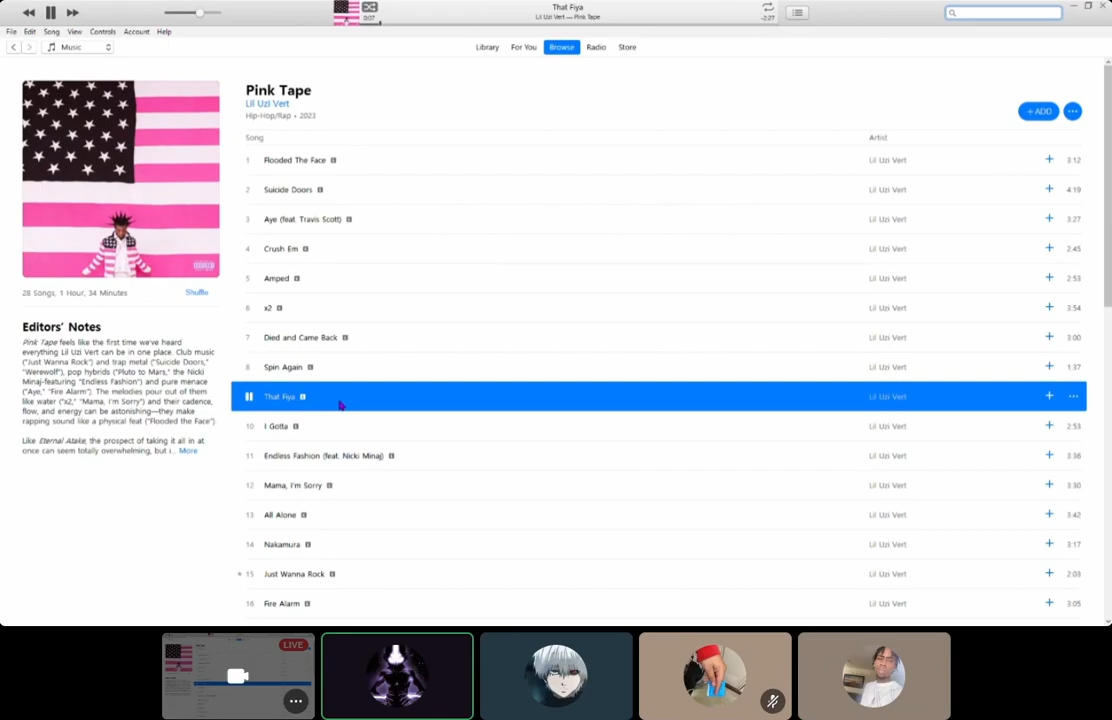 That Fiya
Lil Uzi Vert — Pink Tape
0:07
-2:27
File Edit Song View Controls Account Help
Music
Library For You Browse Radio Store
Pink Tape
Lil Uzi Vert
Hip-Hop/Rap • 2023
+ ADD
Song Artist
1 Flooded The Face E Lil Uzi Vert 3:12
2 Suicide Doors E Lil Uzi Vert 4:19
3 Aye (feat. Travis Scott) E Lil Uzi Vert 3:27
4 Crush Em E Lil Uzi Vert 2:45
5 Amped E Lil Uzi Vert 2:53
6 x2 E Lil Uzi Vert 3:54
7 Died and Came Back E Lil Uzi Vert 3:00
8 Spin Again E Lil Uzi Vert 1:37
That Fiya E Lil Uzi Vert
10 I Gotta E Lil Uzi Vert 2:53
11 Endless Fashion (feat. Nicki Minaj) E Lil Uzi Vert 3:36
12 Mama, I'm Sorry E Lil Uzi Vert 3:30
13 All Alone E Lil Uzi Vert 3:42
14 Nakamura E Lil Uzi Vert 3:17
15 Just Wanna Rock E Lil Uzi Vert 2:03
16 Fire Alarm E Lil Uzi Vert 3:05
28 Songs, 1 Hour, 34 Minutes Shuffle
Editors' Notes
Pink Tape feels like the first time we've heard
everything Lil Uzi Vert can be in one place. Club music
("Just Wanna Rock") and trap metal ("Suicide Doors,"
"Werewolf"), pop hybrids ("Pluto to Mars," the Nicki
Minaj-featuring "Endless Fashion") and pure menace
("Aye," "Fire Alarm"). The melodies pour out of them
like water ("x2," "Mama, I'm Sorry") and their cadence,
flow, and energy can be astonishing—they make
rapping sound like a physical feat ("Flooded the Face").
Like Eternal Atake, the prospect of taking it all in at
once can seem totally overwhelming, but i... More
LIVE